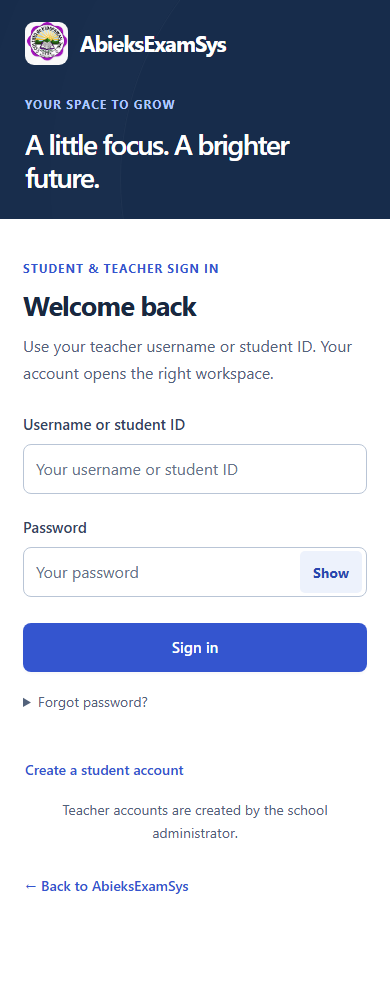 AbieksExamSys
YOUR SPACE TO GROW
A little focus. A brighter
future.
STUDENT & TEACHER SIGN IN
Welcome back
Use your teacher username or student ID. Your
account opens the right workspace.
Username or student ID
Your username or student ID
Password
Your password
Show
Sign in
▶ Forgot password?
Create a student account
Teacher accounts are created by the school
administrator.
← Back to AbieksExamSys